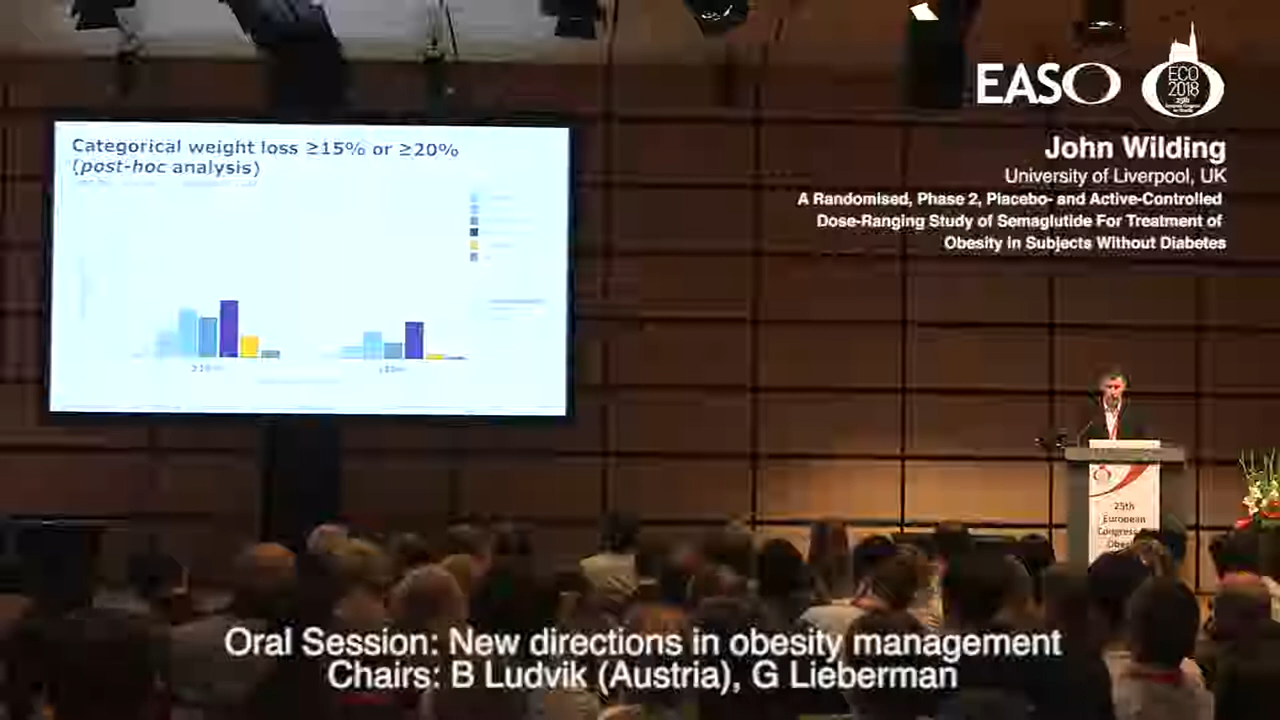 Categorical weight loss ≥15% or ≥20%
(post-hoc analysis)
EASO
ECO
2018
John Wilding
University of Liverpool, UK
A Randomised, Phase 2, Placebo- and Active-Controlled
Dose-Ranging Study of Semaglutide For Treatment of
Obesity in Subjects Without Diabetes
25th
European
Oral Session: New directions in obesity management
Chairs: B Ludvik (Austria), G Lieberman